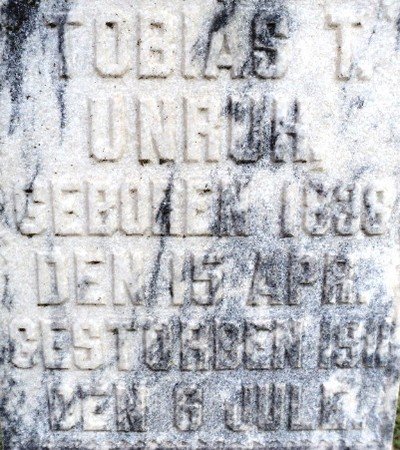 TOBIAS T.
UNRUH,
GEBOREN
DEN 15 APR.
GESTORBEN
DEN 6 JULI.